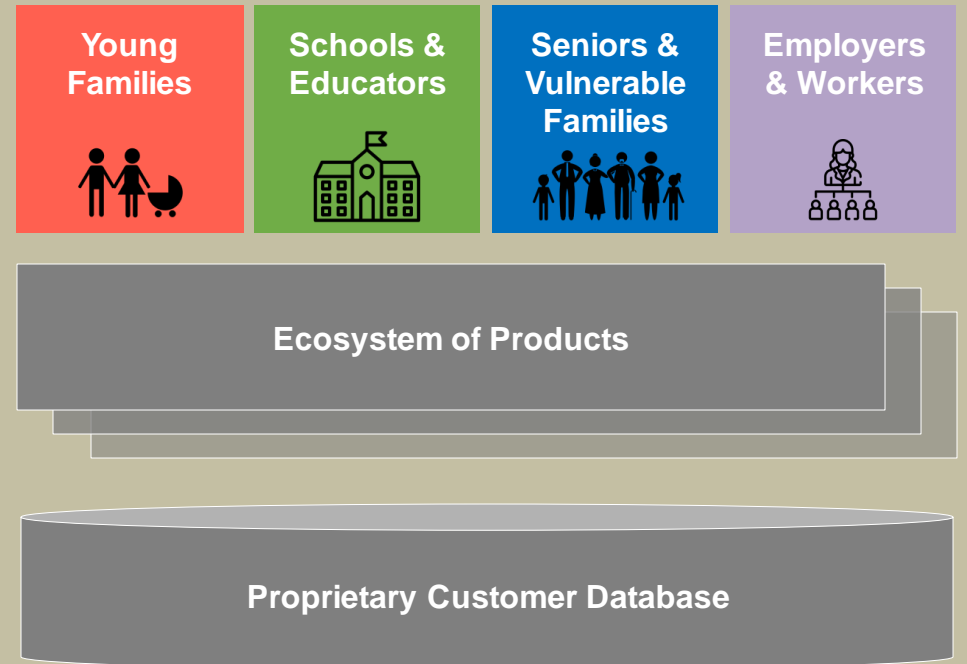 Young
Families
Schools &
Educators
Seniors &
Vulnerable
Families
Employers
& Workers
Ecosystem of Products
Proprietary Customer Database